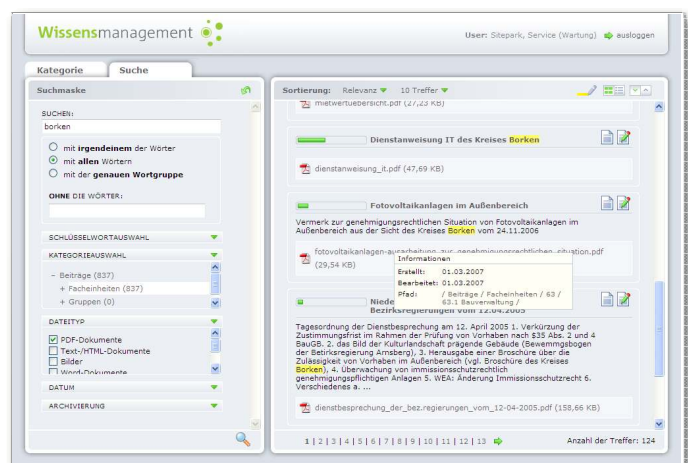 Wissensmanagement
User: Sitepark, Service (Wartung) ausloggen
Kategorie Suche
Suchmaske
SUCHEN:
borken
mit irgendeinem der Wörter
mit allen Wörtern
mit der genauen Wortgruppe
OHNE DIE WÖRTER:
SCHLÜSSELWORTAUSWAHL
KATEGORIEAUSWAHL
− Beiträge (837)
+ Facheinheiten (837)
+ Gruppen (0)
DATEITYP
PDF-Dokumente
Text-/HTML-Dokumente
Bilder
Word-Dokumente
DATUM
ARCHIVIERUNG
Sortierung: Relevanz 10 Treffer
mietwertuebersicht.pdf (27,23 KB)
Dienstanweisung IT des Kreises Borken
dienstanweisung_it.pdf (47,69 KB)
Fotovoltaikanlagen im Außenbereich
Vermerk zur genehmigungsrechtlichen Situation von Fotovoltaikanlagen im
Außenbereich aus der Sicht des Kreises Borken vom 24.11.2006
fotovoltaikanlagen-ausarbeitung_zur_genehmigungsrechtlichen_situation.pdf
(29,54 KB)
Informationen
Erstellt: 01.03.2007
Bearbeitet: 01.03.2007
Pfad: / Beiträge / Facheinheiten / 63 /
63.1 Bauverwaltung /
Niede
Bezirksregierungen vom 12.04.2005
Tagesordnung der Dienstbesprechung am 12. April 2005 1. Verkürzung der
Zustimmungsfrist im Rahmen der Prüfung von Vorhaben nach §35 Abs. 2 und 4
BauGB. 2. das Bild der Kulturlandschaft prägende Gebäude (Bewemmgsbogen
der Betirksregierung Arnsberg), 3. Herausgabe einer Broschüre über die
Zulässigkeit von Vorhaben im Außenbereich (vgl. Broschüre des Kreises
Borken), 4. Überwachung von immissionsschutzrechtlich
genehmigungspflichtigen Anlagen 5. WEA: Änderung Immissionsschutzrecht 6.
Verschiedenes a. ...
dienstbesprechung_der_bez.regierungen_vom_12-04-2005.pdf (158,66 KB)
1 | 2 | 3 | 4 | 5 | 6 | 7 | 8 | 9 | 10 | 11 | 12 | 13 Anzahl der Treffer: 124